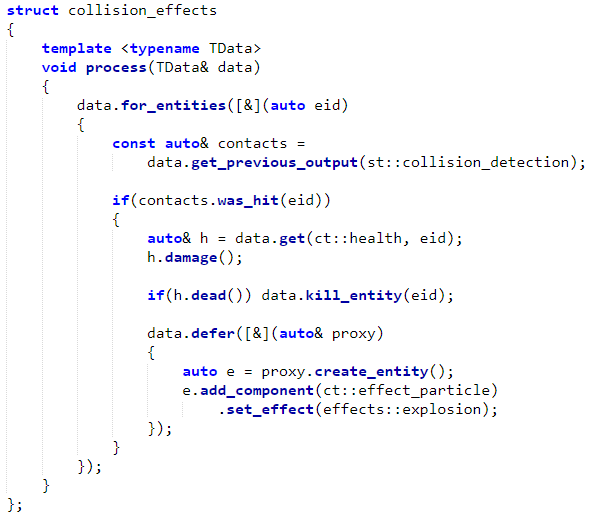 struct collision_effects
{
    template <typename TData>
    void process(TData& data)
    {
        data.for_entities([&](auto eid)
        {
            const auto& contacts =
                data.get_previous_output(st::collision_detection);

            if(contacts.was_hit(eid))
            {
                auto& h = data.get(ct::health, eid);
                h.damage();

                if(h.dead()) data.kill_entity(eid);

                data.defer([&](auto& proxy)
                {
                    auto e = proxy.create_entity();
                    e.add_component(ct::effect_particle)
                        .set_effect(effects::explosion);
                });
            }
        });
    }
};